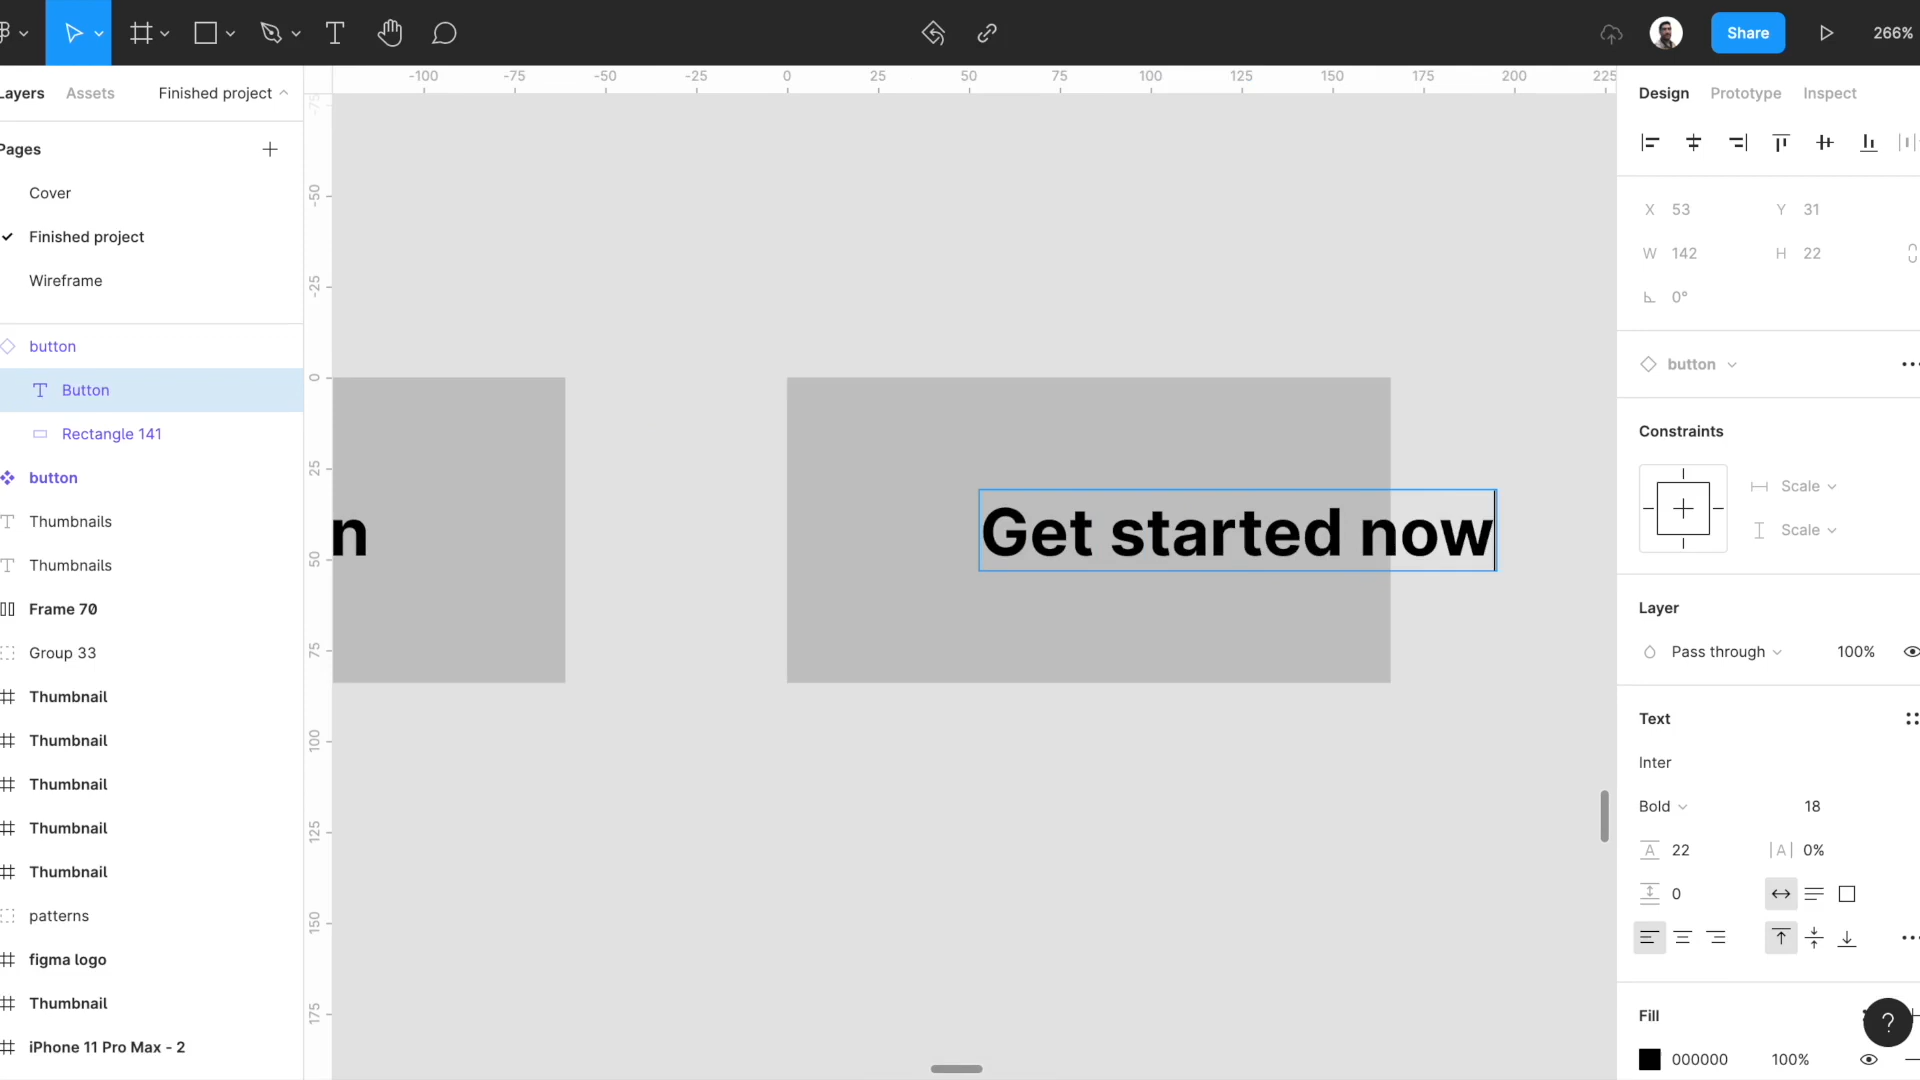 Share
266%
Layers
Assets
Finished project
-100
-75
-50
-25
0
25
50
75
100
125
150
175
200
225
Design
Prototype
Inspect
Pages
Cover
Finished project
Wireframe
button
Button
Rectangle 141
button
Thumbnails
Thumbnails
Frame 70
Group 33
Thumbnail
Thumbnail
Thumbnail
Thumbnail
Thumbnail
patterns
figma logo
Thumbnail
iPhone 11 Pro Max - 2
-75
-50
-25
0
25
50
75
100
125
150
175
n
Get started now
X 53
Y 31
W 142
H 22
0°
button
Constraints
Scale
Scale
Layer
Pass through
100%
Text
Inter
Bold
18
A 22
|A| 0%
0
Fill
?
000000
100%